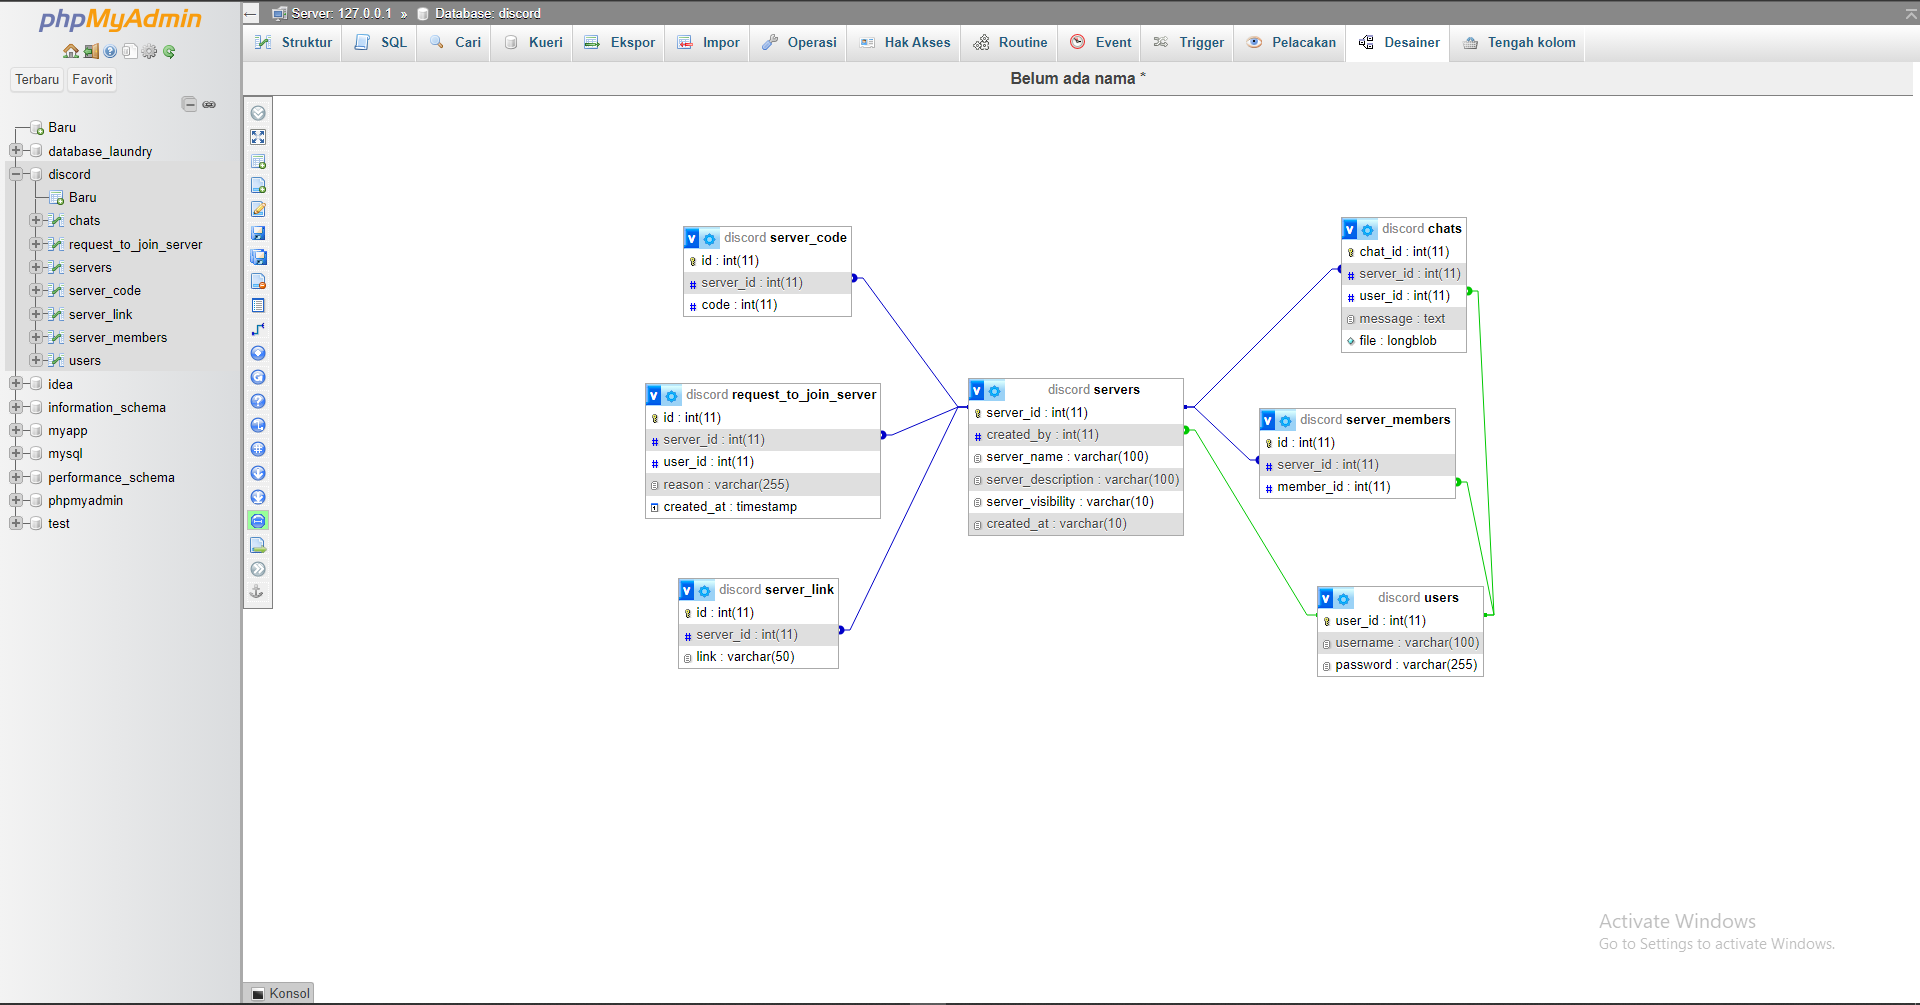 phpMyAdmin
Terbaru
Favorit
Baru
database_laundry
discord
Baru
chats
request_to_join_server
servers
server_code
server_link
server_members
users
idea
information_schema
myapp
mysql
performance_schema
phpmyadmin
test
Server: 127.0.0.1 » Database: discord
Struktur
SQL
Cari
Kueri
Ekspor
Impor
Operasi
Hak Akses
Routine
Event
Trigger
Pelacakan
Desainer
Tengah kolom
Belum ada nama *
discord server_code
id : int(11)
server_id : int(11)
code : int(11)
discord request_to_join_server
id : int(11)
server_id : int(11)
user_id : int(11)
reason : varchar(255)
created_at : timestamp
discord server_link
id : int(11)
server_id : int(11)
link : varchar(50)
discord servers
server_id : int(11)
created_by : int(11)
server_name : varchar(100)
server_description : varchar(100)
server_visibility : varchar(10)
created_at : varchar(10)
discord chats
chat_id : int(11)
server_id : int(11)
user_id : int(11)
message : text
file : longblob
discord server_members
id : int(11)
server_id : int(11)
member_id : int(11)
discord users
user_id : int(11)
username : varchar(100)
password : varchar(255)
Activate Windows
Go to Settings to activate Windows.
Konsol